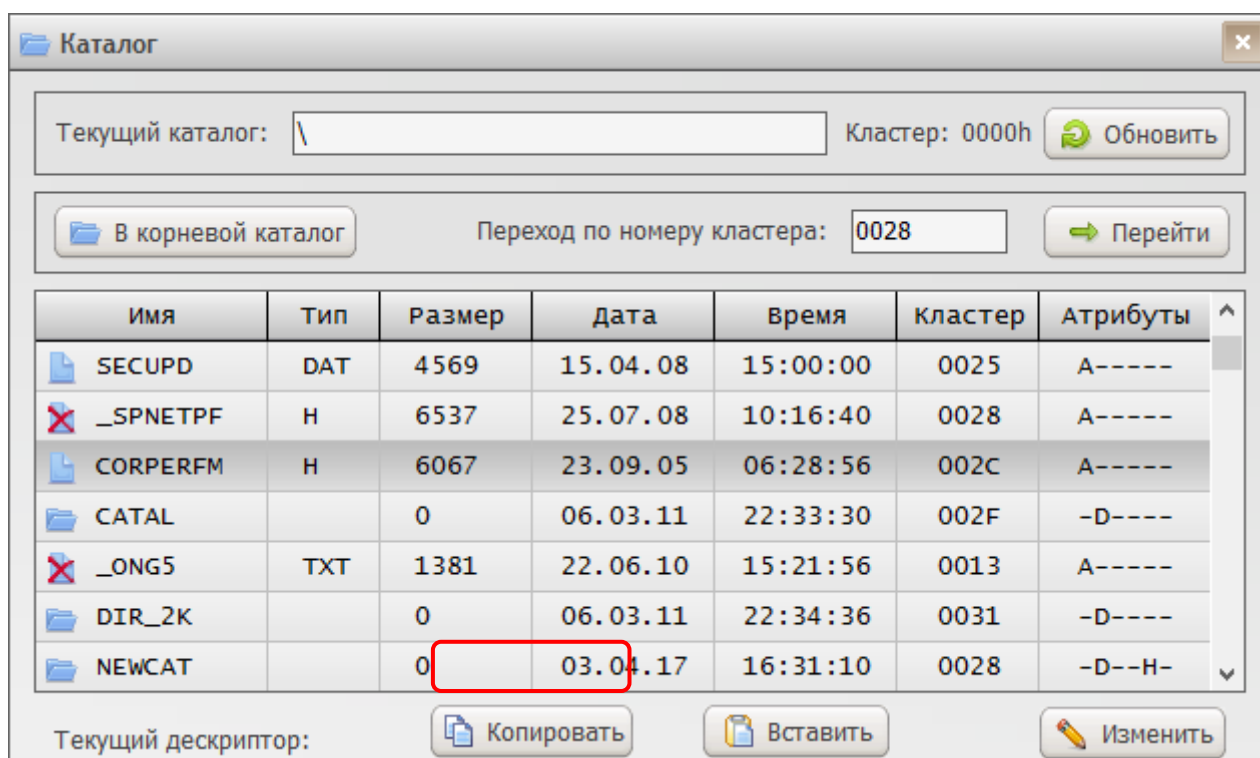 Каталог
Текущий каталог: \ Кластер: 0000h Обновить
В корневой каталог Переход по номеру кластера: 0028 Перейти
Имя Тип Размер Дата Время Кластер Атрибуты
SECUPD DAT 4569 15.04.08 15:00:00 0025 A-----
_SPNETPF H 6537 25.07.08 10:16:40 0028 A-----
CORPERFM H 6067 23.09.05 06:28:56 002C A-----
CATAL 0 06.03.11 22:33:30 002F -D----
_ONG5 TXT 1381 22.06.10 15:21:56 0013 A-----
DIR_2K 0 06.03.11 22:34:36 0031 -D----
NEWCAT 0 03.04.17 16:31:10 0028 -D--H-
Текущий дескриптор: Копировать Вставить Изменить